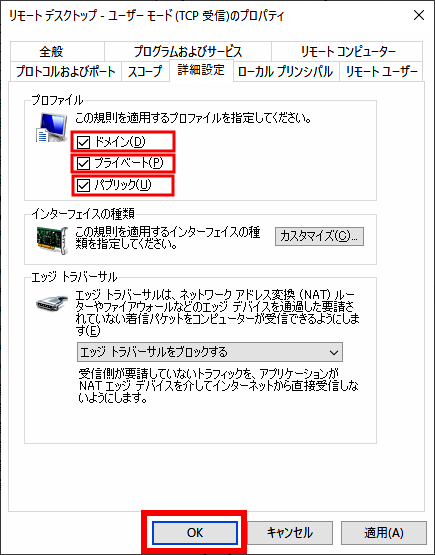 リモート デスクトップ - ユーザー モード (TCP 受信)のプロパティ
全般
プログラムおよびサービス
リモート コンピューター
プロトコルおよびポート
スコープ
詳細設定
ローカル プリンシパル
リモート ユーザー
プロファイル
この規則を適用するプロファイルを指定してください。
ドメイン(D)
プライベート(P)
パブリック(U)
インターフェイスの種類
この規則を適用するインターフェイスの種
類を指定してください。
カスタマイズ(C)...
エッジ トラバーサル
エッジ トラバーサルは、ネットワーク アドレス変換 (NAT) ルー
ターやファイアウォールなどのエッジ デバイスを通過した要請
されていない着信パケットをコンピューターが受信できるようにしま
す(E)
エッジ トラバーサルをブロックする
受信側が要請していないトラフィックを、アプリケーションが
NAT エッジ デバイスを介してインターネットから直接受信しな
いようにします。
OK
キャンセル
適用(A)